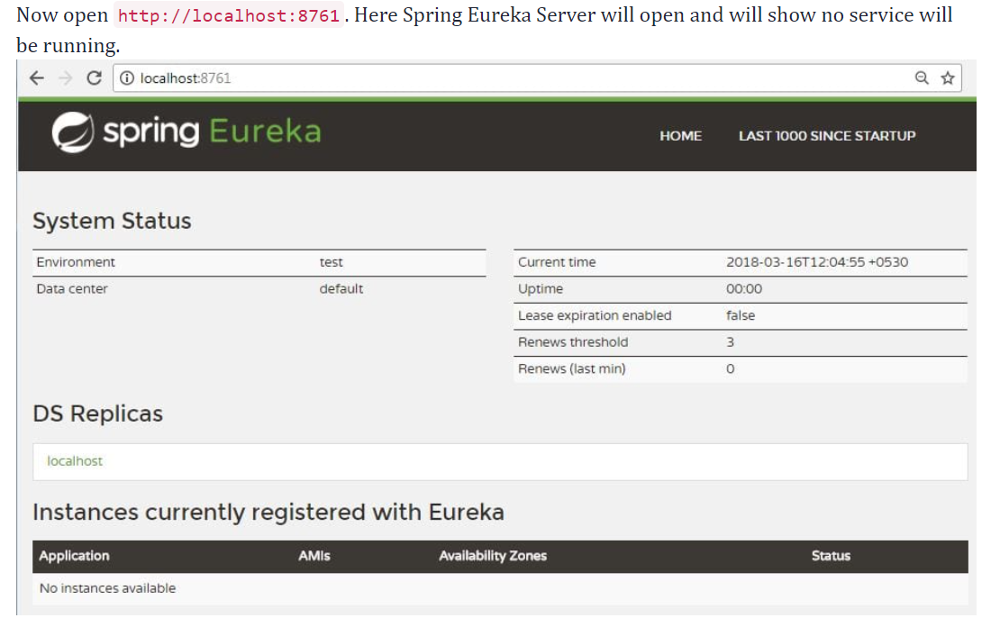 Now open http://localhost:8761. Here Spring Eureka Server will open and will show no service will
be running.
localhost:8761
spring Eureka
HOME LAST 1000 SINCE STARTUP
System Status
Environment test
Data center default
Current time 2018-03-16T12:04:55 +0530
Uptime 00:00
Lease expiration enabled false
Renews threshold 3
Renews (last min) 0
DS Replicas
localhost
Instances currently registered with Eureka
Application AMIs Availability Zones Status
No instances available